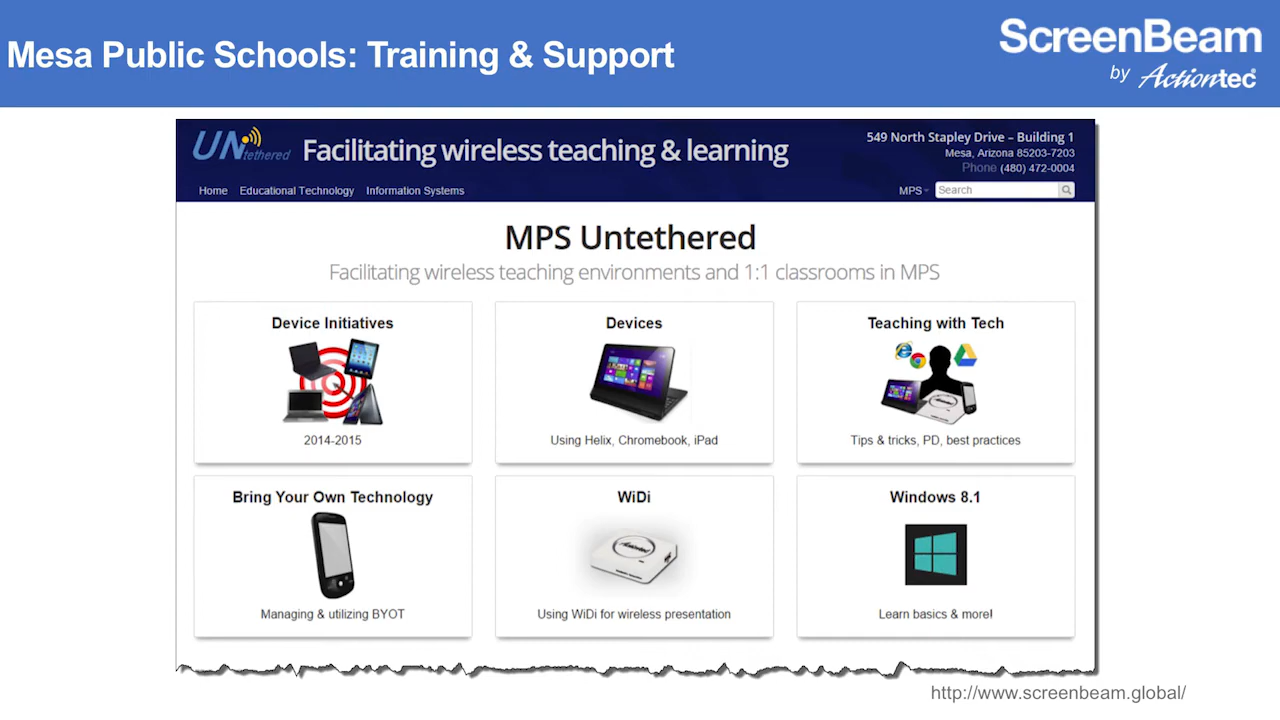 Mesa Public Schools: Training & Support
ScreenBeam
by Actiontec®
UNtethered
Facilitating wireless teaching & learning
549 North Stapley Drive – Building 1
Mesa, Arizona 85203-7203
Phone (480) 472-0004
Home Educational Technology Information Systems
MPS Search
MPS Untethered
Facilitating wireless teaching environments and 1:1 classrooms in MPS
Device Initiatives
2014-2015
Devices
Using Helix, Chromebook, iPad
Teaching with Tech
Actiontec
Tips & tricks, PD, best practices
Bring Your Own Technology
Managing & utilizing BYOT
WiDi
Actiontec
Using WiDi for wireless presentation
Windows 8.1
Learn basics & more!
http://www.screenbeam.global/